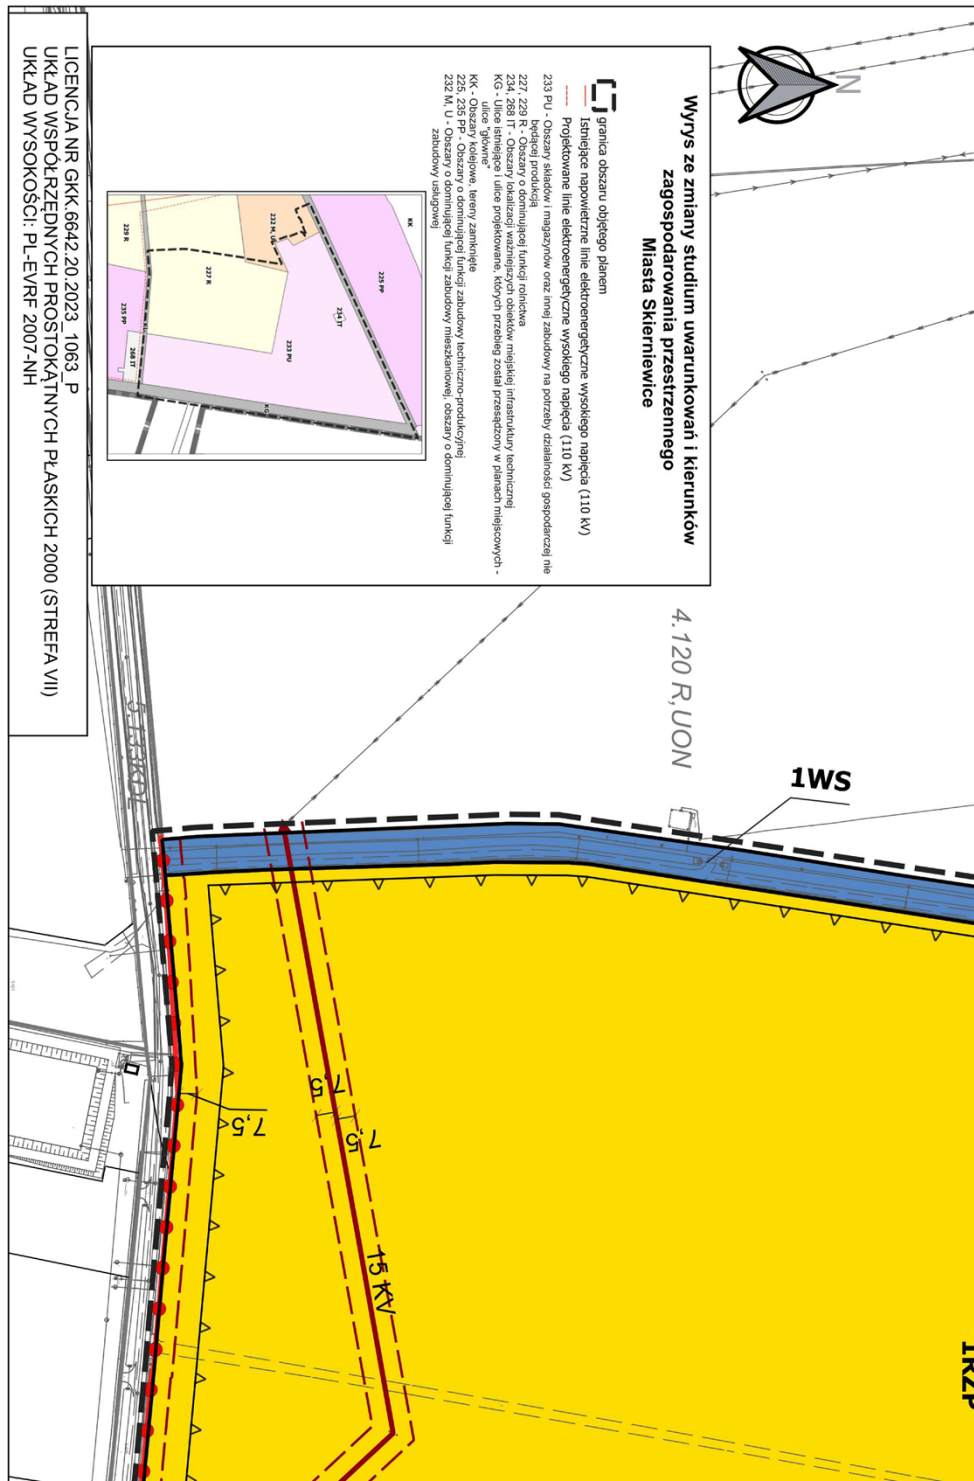 Wyrys ze zmiany studium uwarunkowań i kierunków
zagospodarowania przestrzennego
Miasta Skierniewice
N
granica obszaru objętego planem
Istniejące napowietrzne linie elektroenergetyczne wysokiego napięcia (110 kV)
Projektowane linie elektroenergetyczne wysokiego napięcia (110 kV)
233 PU - Obszary składów i magazynów oraz innej zabudowy na potrzeby działalności gospodarczej nie
będącej produkcją
227, 229 R - Obszary o dominującej funkcji rolnictwa
234, 268 IT - Obszary lokalizacji ważniejszych obiektów miejskiej infrastruktury technicznej
KG - Ulice istniejące i ulice projektowane, których przebieg został przesądzony w planach miejscowych -
ulice "główne"
KK - Obszary kolejowe, tereny zamknięte
225, 235 PP - Obszary o dominującej funkcji zabudowy techniczno-produkcyjnej
232 M, U - Obszary o dominującej funkcji zabudowy mieszkaniowej, obszary o dominującej funkcji
zabudowy usługowej
KK
225 PP
234 IT
232 M, U
233 PU
227 R
229 R
KG
235 PP
268 IT
LICENCJA NR GKK.6642.20.2023_1063_P
UKŁAD WSPÓŁRZĘDNYCH PROSTOKĄTNYCH PŁASKICH 2000 (STREFA VII)
UKŁAD WYSOKOŚCI: PL-EVRF 2007-NH
4.120 R,UON
1WS
7,5
7,5
7,5
15 KV
1RZP